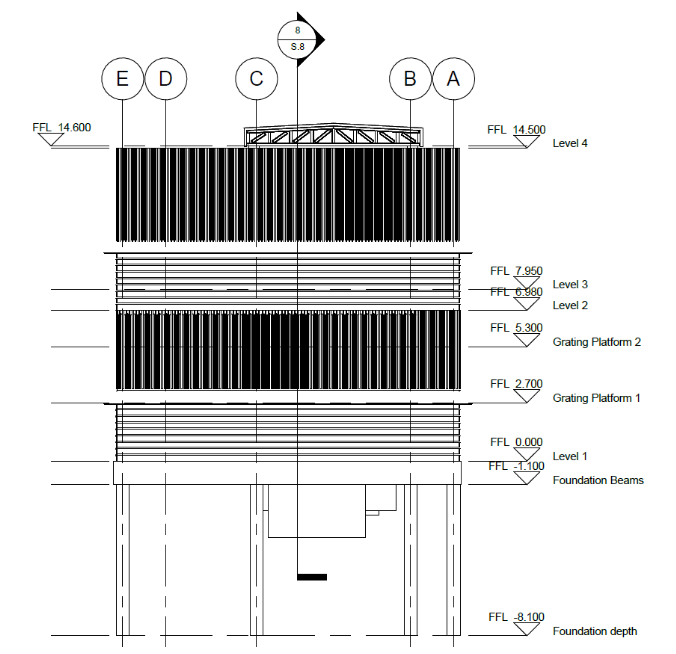 8
S.8
E
D
C
B
A
FFL 14.600
FFL 14.500
Level 4
FFL 7.950
Level 3
FFL 6.980
Level 2
FFL 5.300
Grating Platform 2
FFL 2.700
Grating Platform 1
FFL 0.000
Level 1
FFL -1.100
Foundation Beams
FFL -8.100
Foundation depth